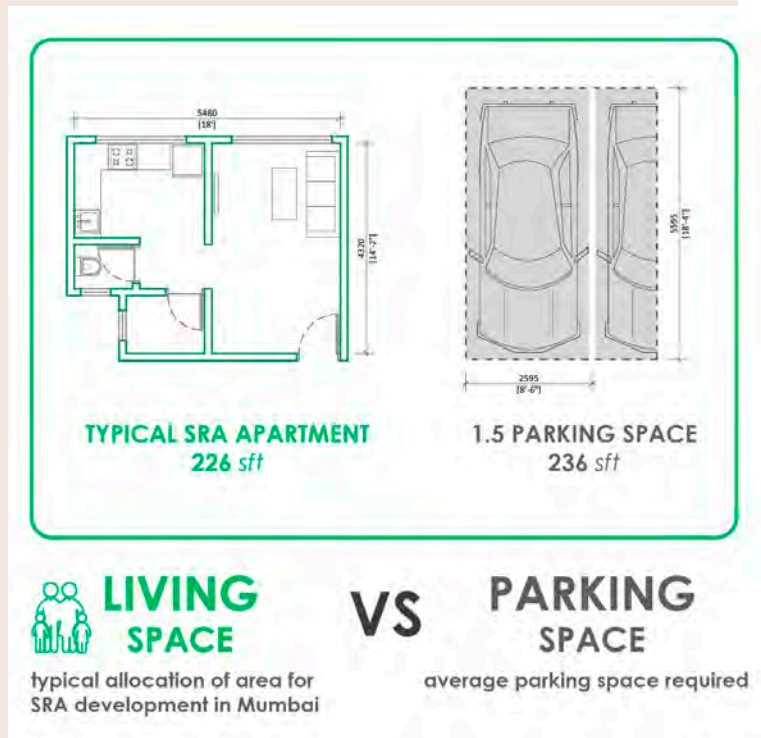 5480
[18']
4320
[14'-2"]
5595
[18'-4"]
2595
[8'-6"]
TYPICAL SRA APARTMENT
226 sft
1.5 PARKING SPACE
236 sft
LIVING
SPACE
typical allocation of area for
SRA development in Mumbai
VS
PARKING
SPACE
average parking space required